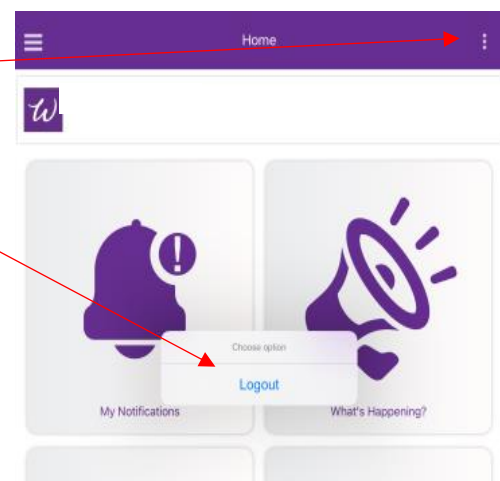 Home
W
Choose option
Logout
My Notifications
What's Happening?